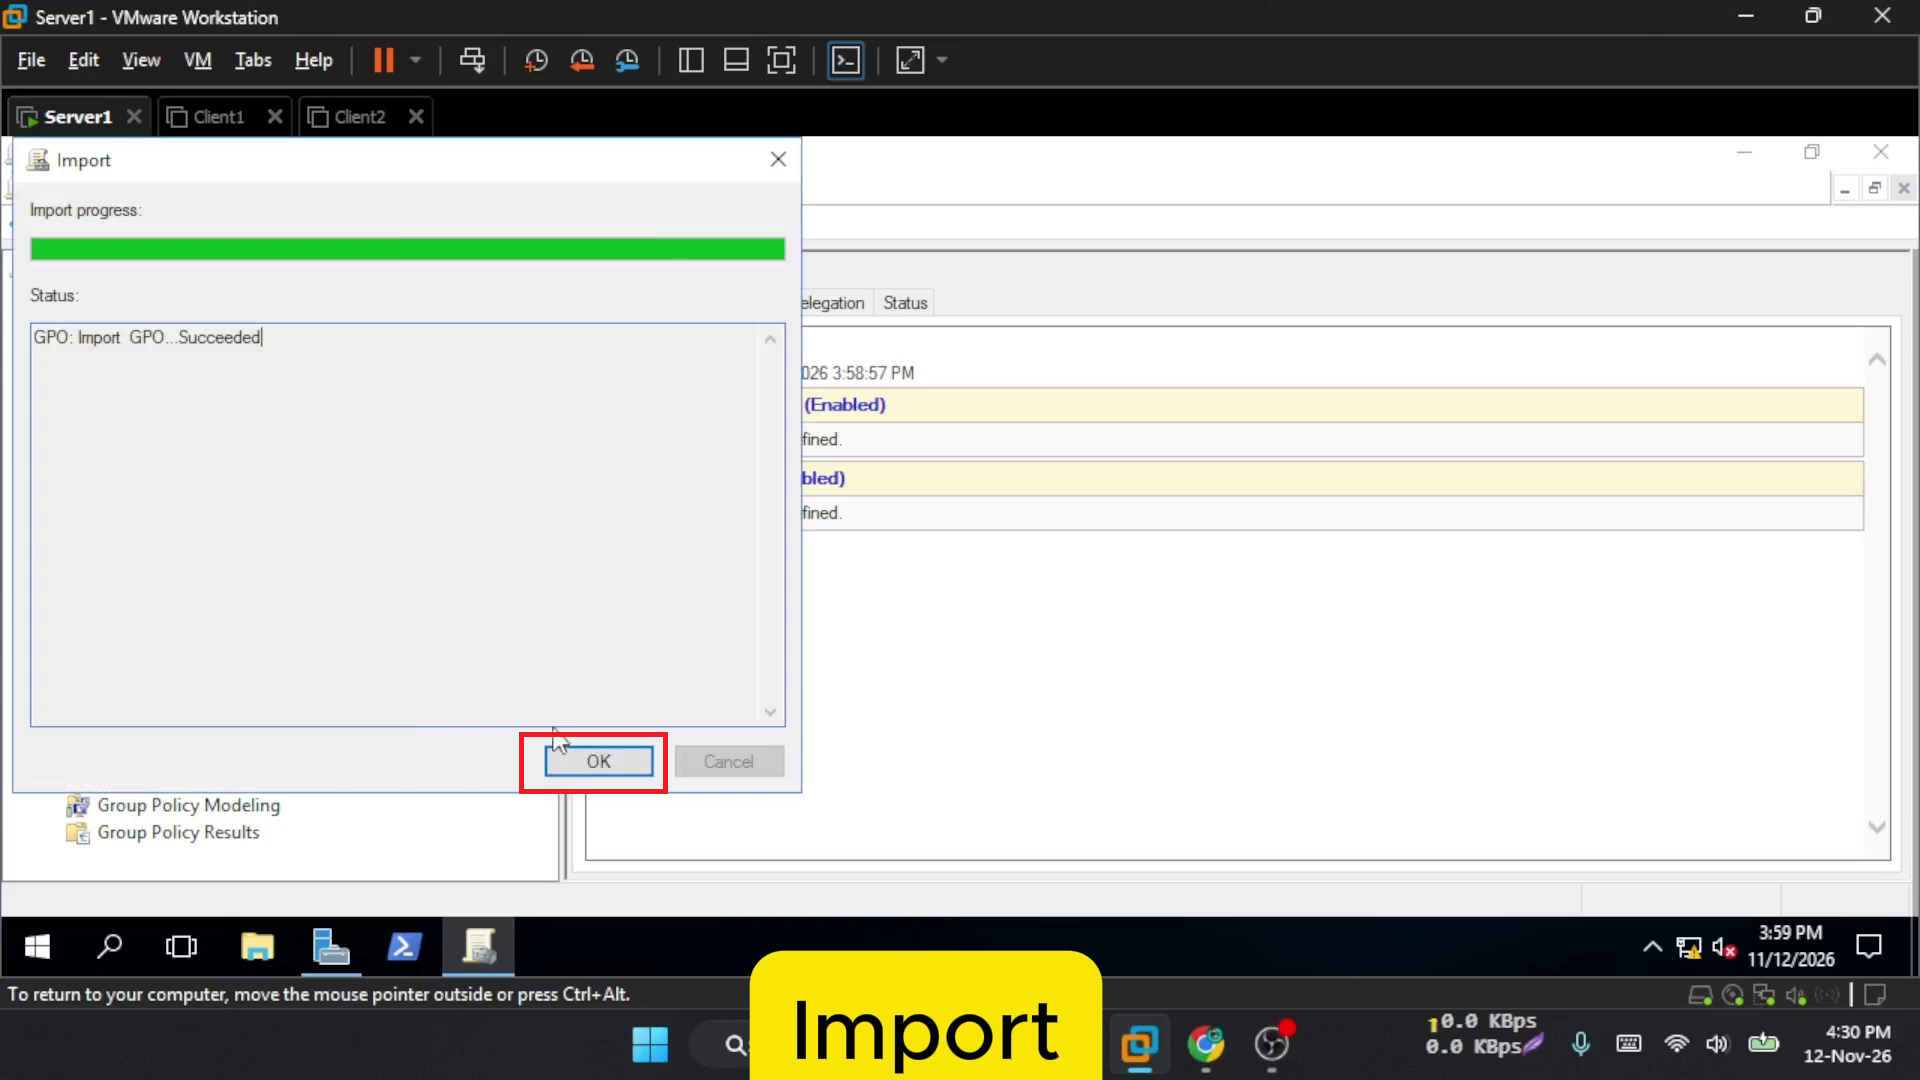 Server1 - VMware Workstation
File Edit View VM Tabs Help
Server1 Client1 Client2
Import
Import progress:
Status:
GPO: Import GPO...Succeeded
OK Cancel
elegation Status
026 3:58:57 PM
(Enabled)
fined.
bled)
fined.
Group Policy Modeling
Group Policy Results
3:59 PM
11/12/2026
To return to your computer, move the mouse pointer outside or press Ctrl+Alt.
Import
0.0 KBps
0.0 KBps
4:30 PM
12-Nov-26